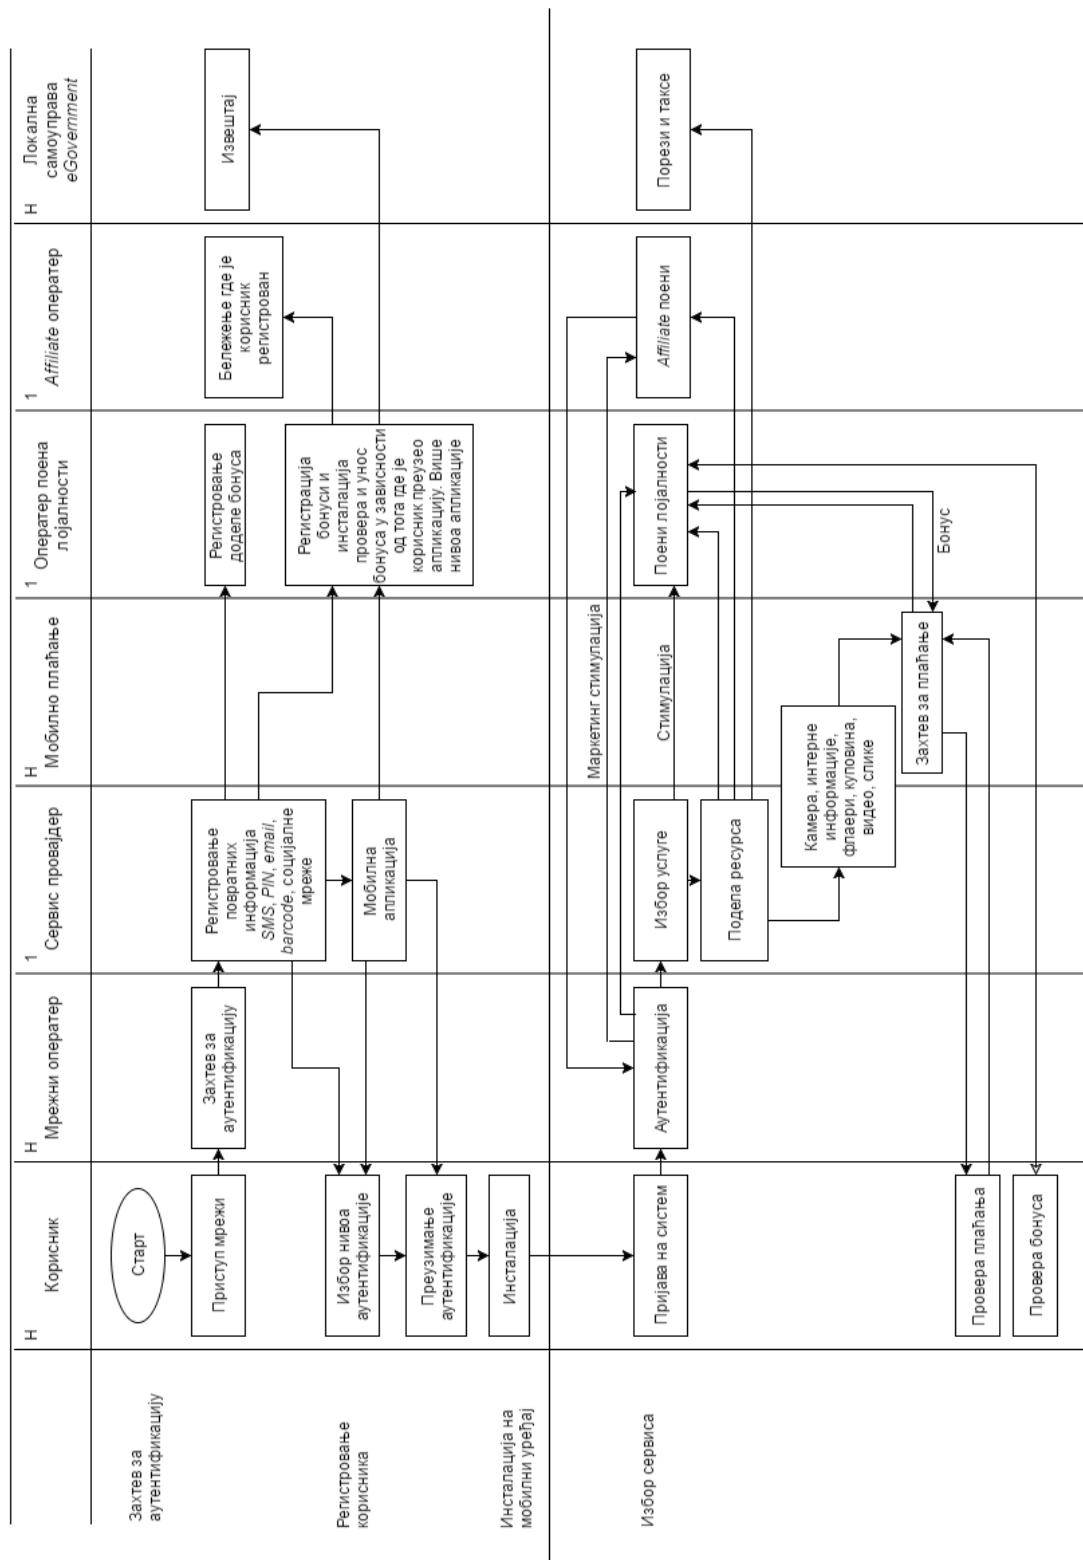 Н
Корисник
Н
Мрежни оператер
1
Сервис провајдер
Н
Мобилно плаћање
1
Оператер поена
лојалности
1
Affiliate оператер
Н
Локална
самоуправа
eGovernment
Захтев за
аутентификацију
Старт
Приступ мрежи
Захтев за
аутентификацију
Регистровање
повратних
информација
SMS, PIN, email,
barcode, социјалне
мреже
Регистровање
доделе бонуса
Бележење где је
корисник
регистрован
Извештај
Регистровање
корисника
Избор нивоа
аутентификације
Мобилна
апликација
Регистрација
бонуси и
инсталација
провера и унос
бонуса у зависности
од тога где је
корисник преузео
апликацију. Више
нивоа апликације
Преузимање
аутентификације
Инсталација на
мобилни уређај
Инсталација
Маркетинг стимулација
Избор сервиса
Пријава на систем
Аутентификација
Избор услуге
Стимулација
Поени лојалности
Affiliate поени
Порези и таксе
Подела ресурса
Камера, интерне
информације,
флаери, куповина,
видео, слике
Захтев за плаћање
Бонус
Провера плаћања
Провера бонуса